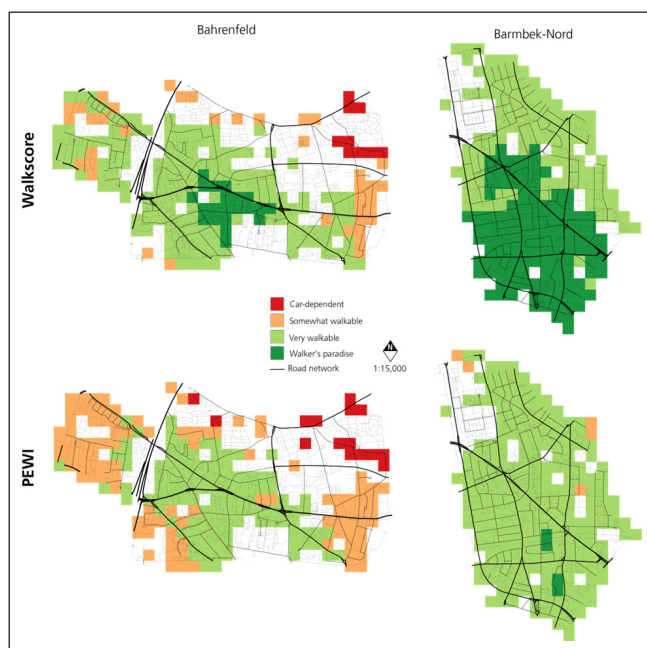 Bahrenfeld
Barmbek-Nord
Walkscore
Car-dependent
Somewhat walkable
Very walkable
Walker's paradise
Road network
N
1:15,000
PEWI